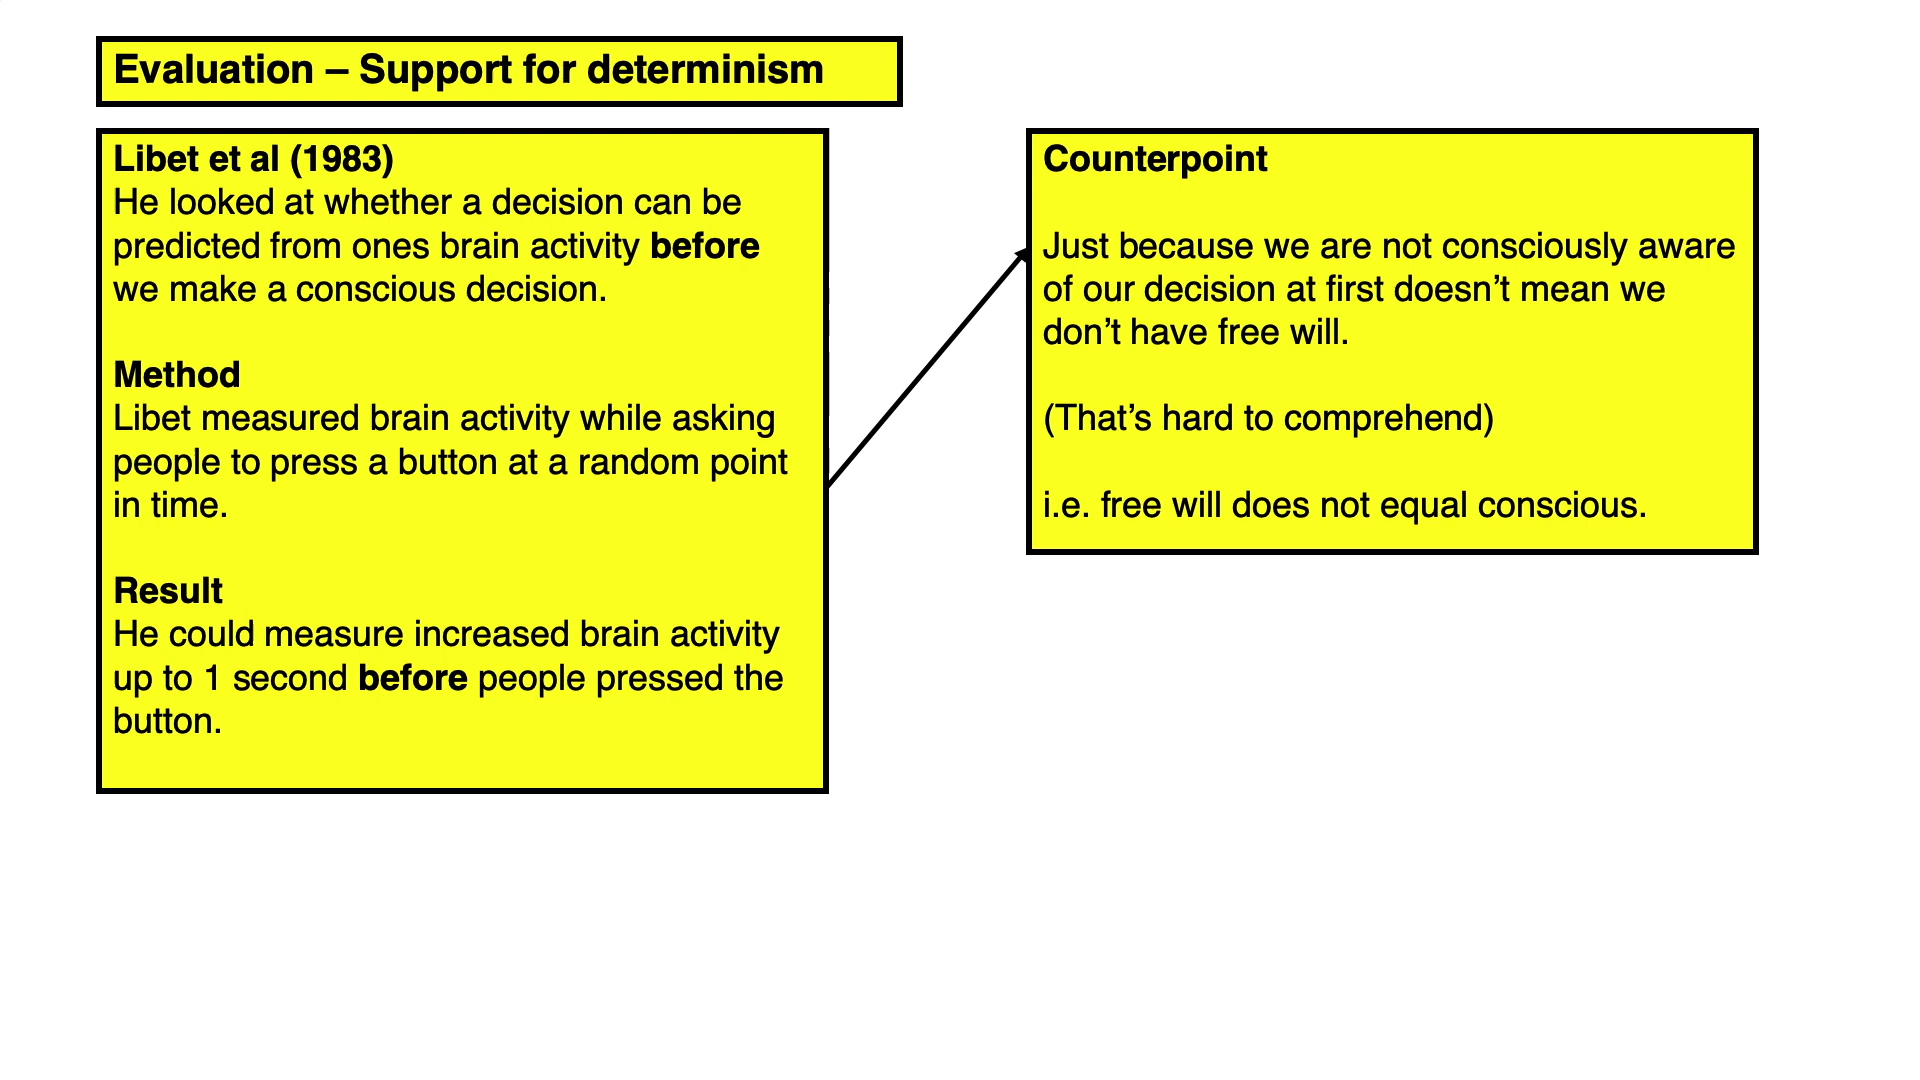 Evaluation – Support for determinism
Libet et al (1983)
He looked at whether a decision can be
predicted from ones brain activity before
we make a conscious decision.
Method
Libet measured brain activity while asking
people to press a button at a random point
in time.
Result
He could measure increased brain activity
up to 1 second before people pressed the
button.
Counterpoint
Just because we are not consciously aware
of our decision at first doesn’t mean we
don’t have free will.
(That’s hard to comprehend)
i.e. free will does not equal conscious.